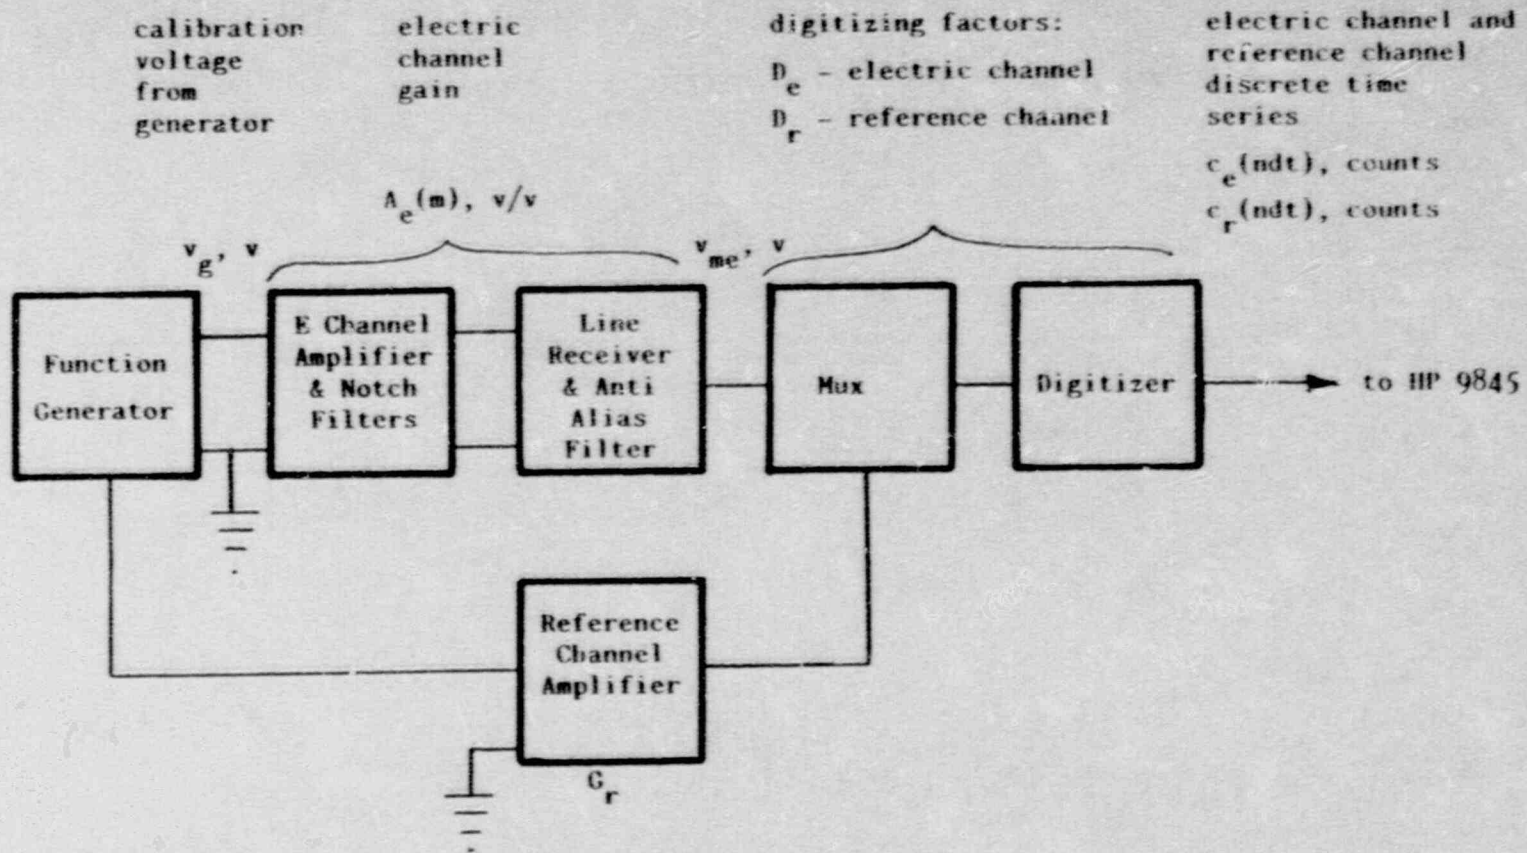 calibration
voltage
from
generator
electric
channel
gain
digitizing factors:
D_e - electric channel
D_r - reference channel
electric channel and
reference channel
discrete time
series
c_e(ndt), counts
c_r(ndt), counts
A_e(m), v/v
v_g, v
v_me, v
Function
Generator
E Channel
Amplifier
& Notch
Filters
Line
Receiver
& Anti
Alias
Filter
Mux
Digitizer
to HP 9845
Reference
Channel
Amplifier
G_r